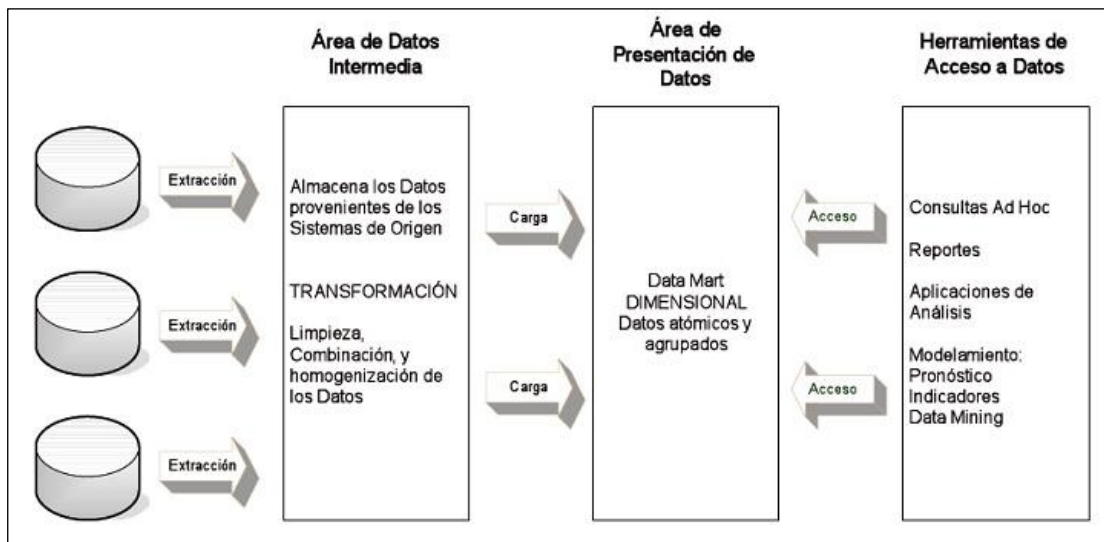 Área de Datos
Intermedia
Área de
Presentación de
Datos
Herramientas de
Acceso a Datos
Extracción
Extracción
Extracción
Almacena los Datos
provenientes de los
Sistemas de Origen
TRANSFORMACIÓN
Limpieza,
Combinación, y
homogenización de
los Datos
Carga
Carga
Data Mart
DIMENSIONAL
Datos atómicos y
agrupados
Acceso
Acceso
Consultas Ad Hoc
Reportes
Aplicaciones de
Análisis
Modelamiento:
Pronóstico
Indicadores
Data Mining